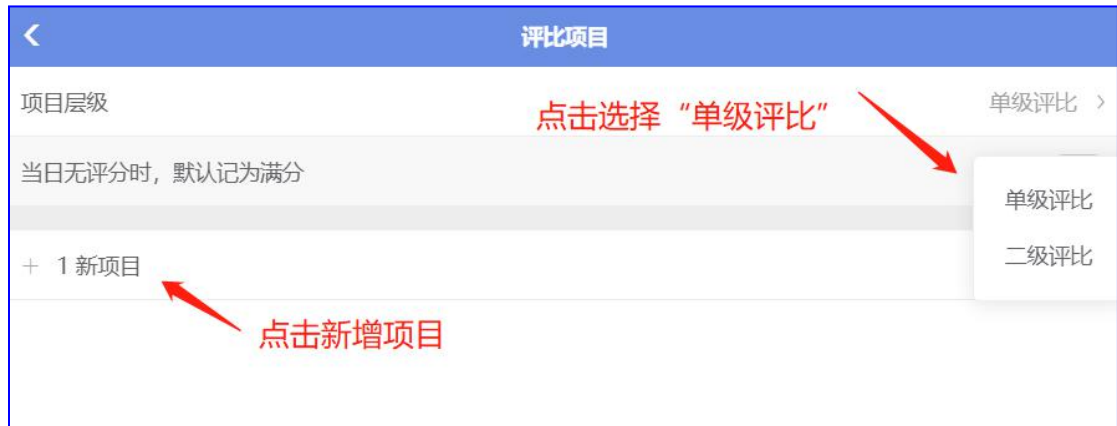 评比项目
项目层级
点击选择“单级评比”
单级评比
当日无评分时，默认记为满分
单级评比
二级评比
+ 1 新项目
点击新增项目